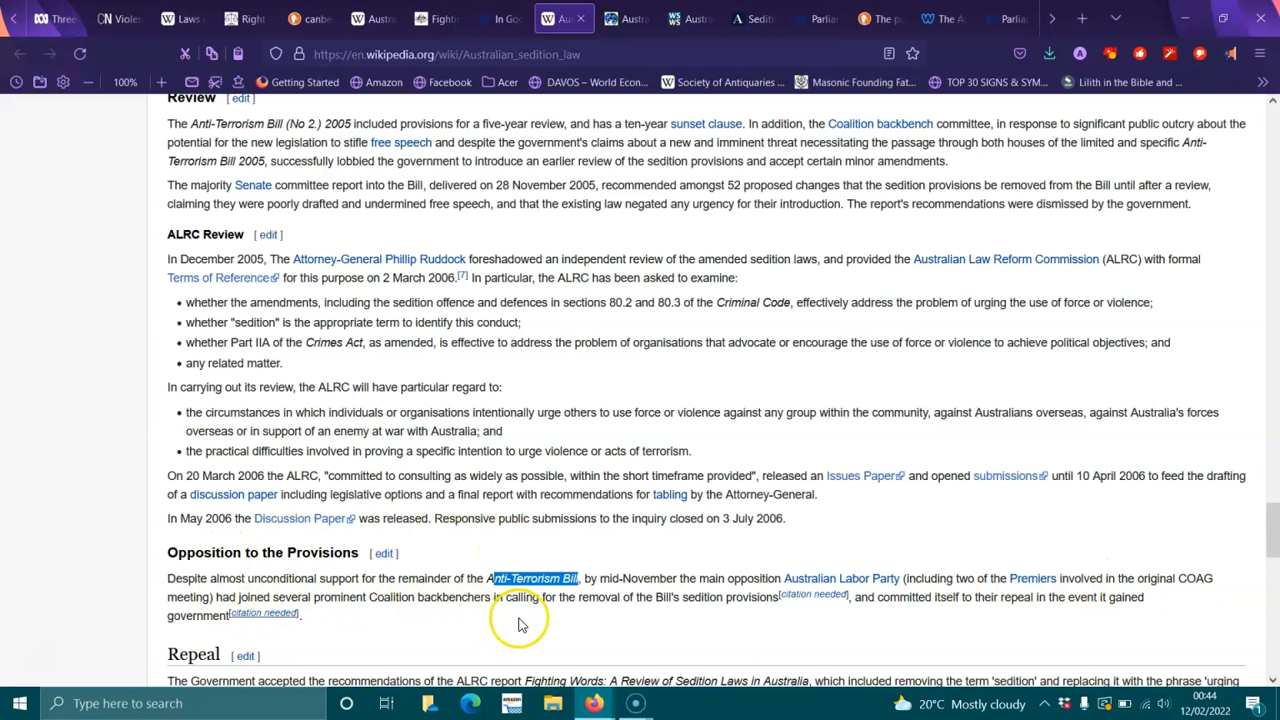 Three
CN Violen
Laws
Right
canbe
Austra
Fightin
In Goo
Au
Austra
Austra
Sediti
Parlian
The p
The A
Parlian
https://en.wikipedia.org/wiki/Australian_sedition_law
100%
Getting Started
Amazon
Facebook
Acer
DAVOS – World Econ...
Society of Antiquaries ...
Masonic Founding Fat...
TOP 30 SIGNS & SYM...
Lilith in the Bible and
Review [ edit ]
The Anti-Terrorism Bill (No 2.) 2005 included provisions for a five-year review, and has a ten-year sunset clause. In addition, the Coalition backbench committee, in response to significant public outcry about the
potential for the new legislation to stifle free speech and despite the government's claims about a new and imminent threat necessitating the passage through both houses of the limited and specific Anti-
Terrorism Bill 2005, successfully lobbied the government to introduce an earlier review of the sedition provisions and accept certain minor amendments.
The majority Senate committee report into the Bill, delivered on 28 November 2005, recommended amongst 52 proposed changes that the sedition provisions be removed from the Bill until after a review,
claiming they were poorly drafted and undermined free speech, and that the existing law negated any urgency for their introduction. The report's recommendations were dismissed by the government.
ALRC Review [ edit ]
In December 2005, The Attorney-General Phillip Ruddock foreshadowed an independent review of the amended sedition laws, and provided the Australian Law Reform Commission (ALRC) with formal
Terms of Reference for this purpose on 2 March 2006.[7] In particular, the ALRC has been asked to examine:
• whether the amendments, including the sedition offence and defences in sections 80.2 and 80.3 of the Criminal Code, effectively address the problem of urging the use of force or violence;
• whether "sedition" is the appropriate term to identify this conduct;
• whether Part IIA of the Crimes Act, as amended, is effective to address the problem of organisations that advocate or encourage the use of force or violence to achieve political objectives; and
• any related matter.
In carrying out its review, the ALRC will have particular regard to:
• the circumstances in which individuals or organisations intentionally urge others to use force or violence against any group within the community, against Australians overseas, against Australia's forces
overseas or in support of an enemy at war with Australia; and
• the practical difficulties involved in proving a specific intention to urge violence or acts of terrorism.
On 20 March 2006 the ALRC, "committed to consulting as widely as possible, within the short timeframe provided", released an Issues Paper and opened submissions until 10 April 2006 to feed the drafting
of a discussion paper including legislative options and a final report with recommendations for tabling by the Attorney-General.
In May 2006 the Discussion Paper was released. Responsive public submissions to the inquiry closed on 3 July 2006.
Opposition to the Provisions [ edit ]
Despite almost unconditional support for the remainder of the Anti-Terrorism Bill, by mid-November the main opposition Australian Labor Party (including two of the Premiers involved in the original COAG
meeting) had joined several prominent Coalition backbenchers in calling for the removal of the Bill's sedition provisions[citation needed], and committed itself to their repeal in the event it gained
government[citation needed].
Repeal [ edit ]
The Government accepted the recommendations of the ALRC report Fighting Words: A Review of Sedition Laws in Australia, which included removing the term 'sedition' and replacing it with the phrase 'urging
Type here to search
amazon
20°C Mostly cloudy
00:44
12/02/2022